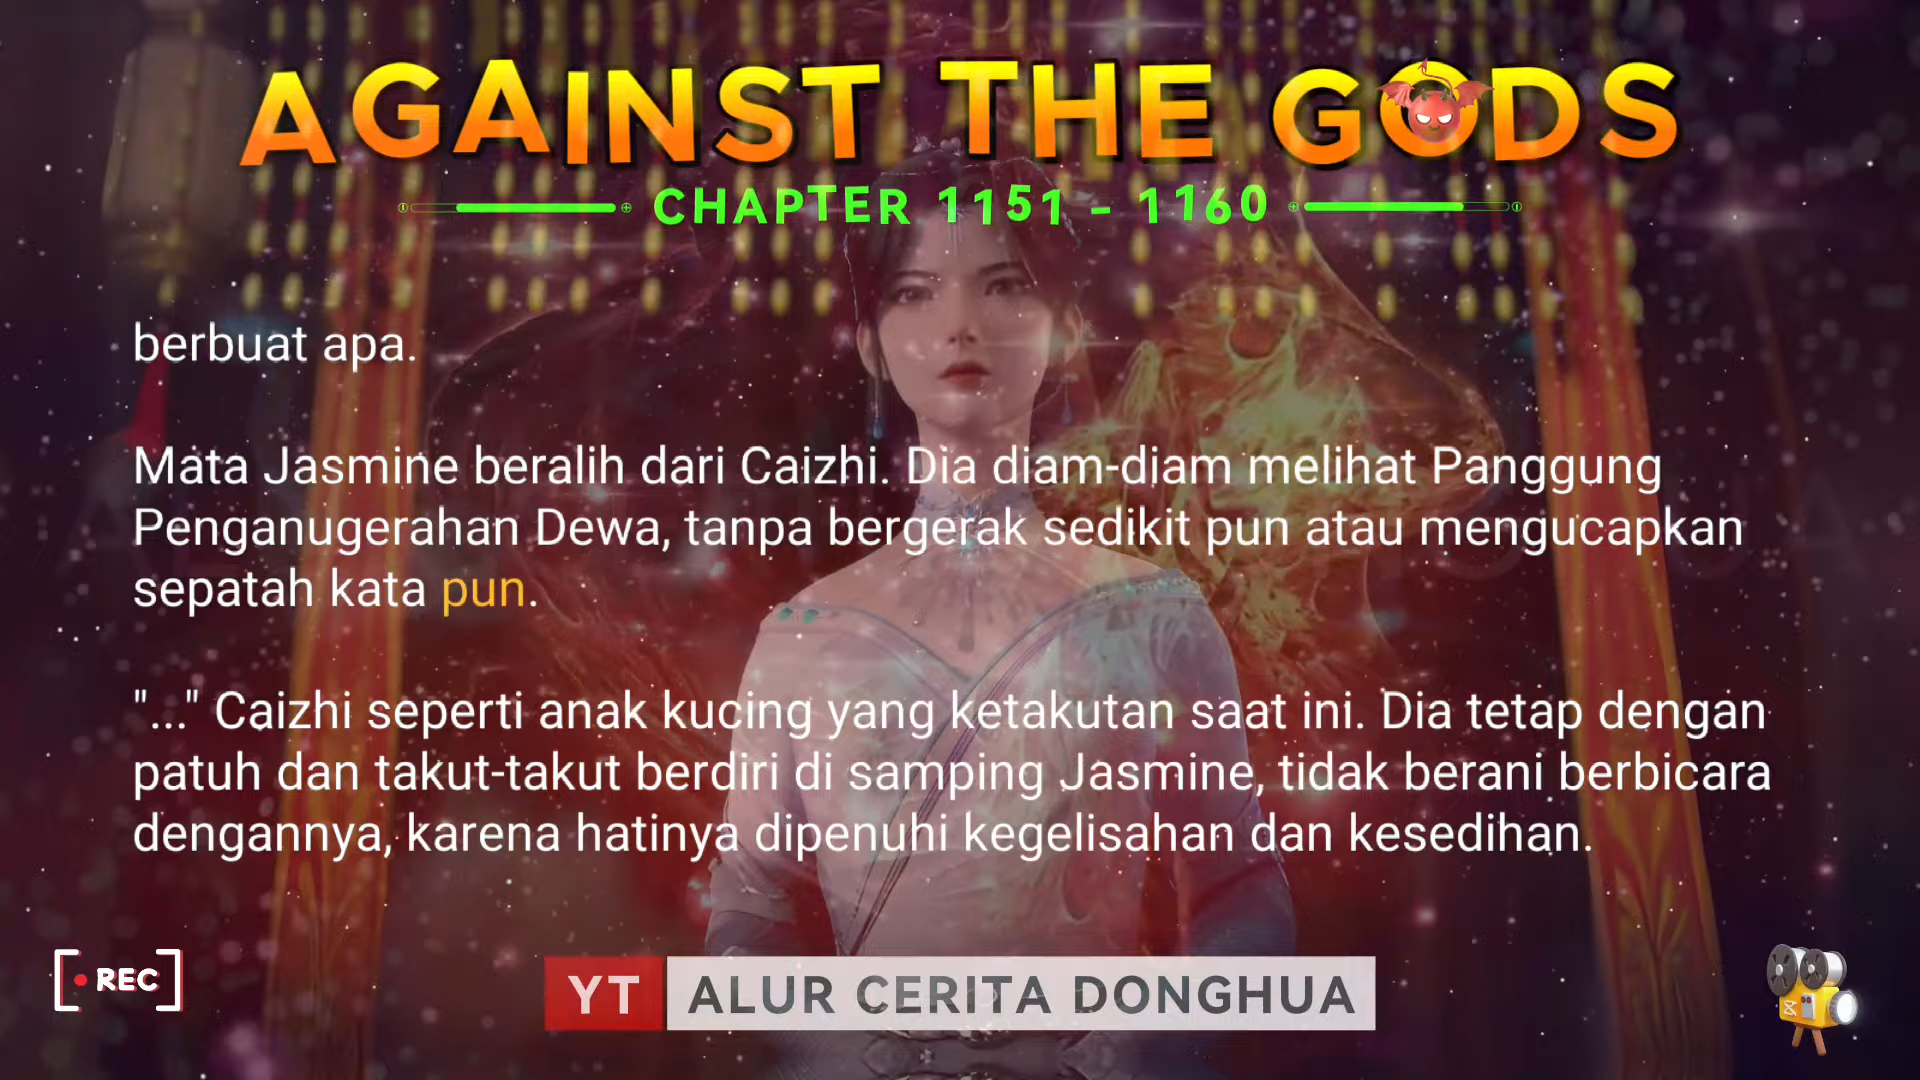 AGAINST THE GODS
CHAPTER 1151 - 1160
berbuat apa.
Mata Jasmine beralih dari Caizhi. Dia diam-diam melihat Panggung
Penganugerahan Dewa, tanpa bergerak sedikit pun atau mengucapkan
sepatah kata pun.
"..." Caizhi seperti anak kucing yang ketakutan saat ini. Dia tetap dengan
patuh dan takut-takut berdiri di samping Jasmine, tidak berani berbicara
dengannya, karena hatinya dipenuhi kegelisahan dan kesedihan.
REC
YT ALUR CERITA DONGHUA